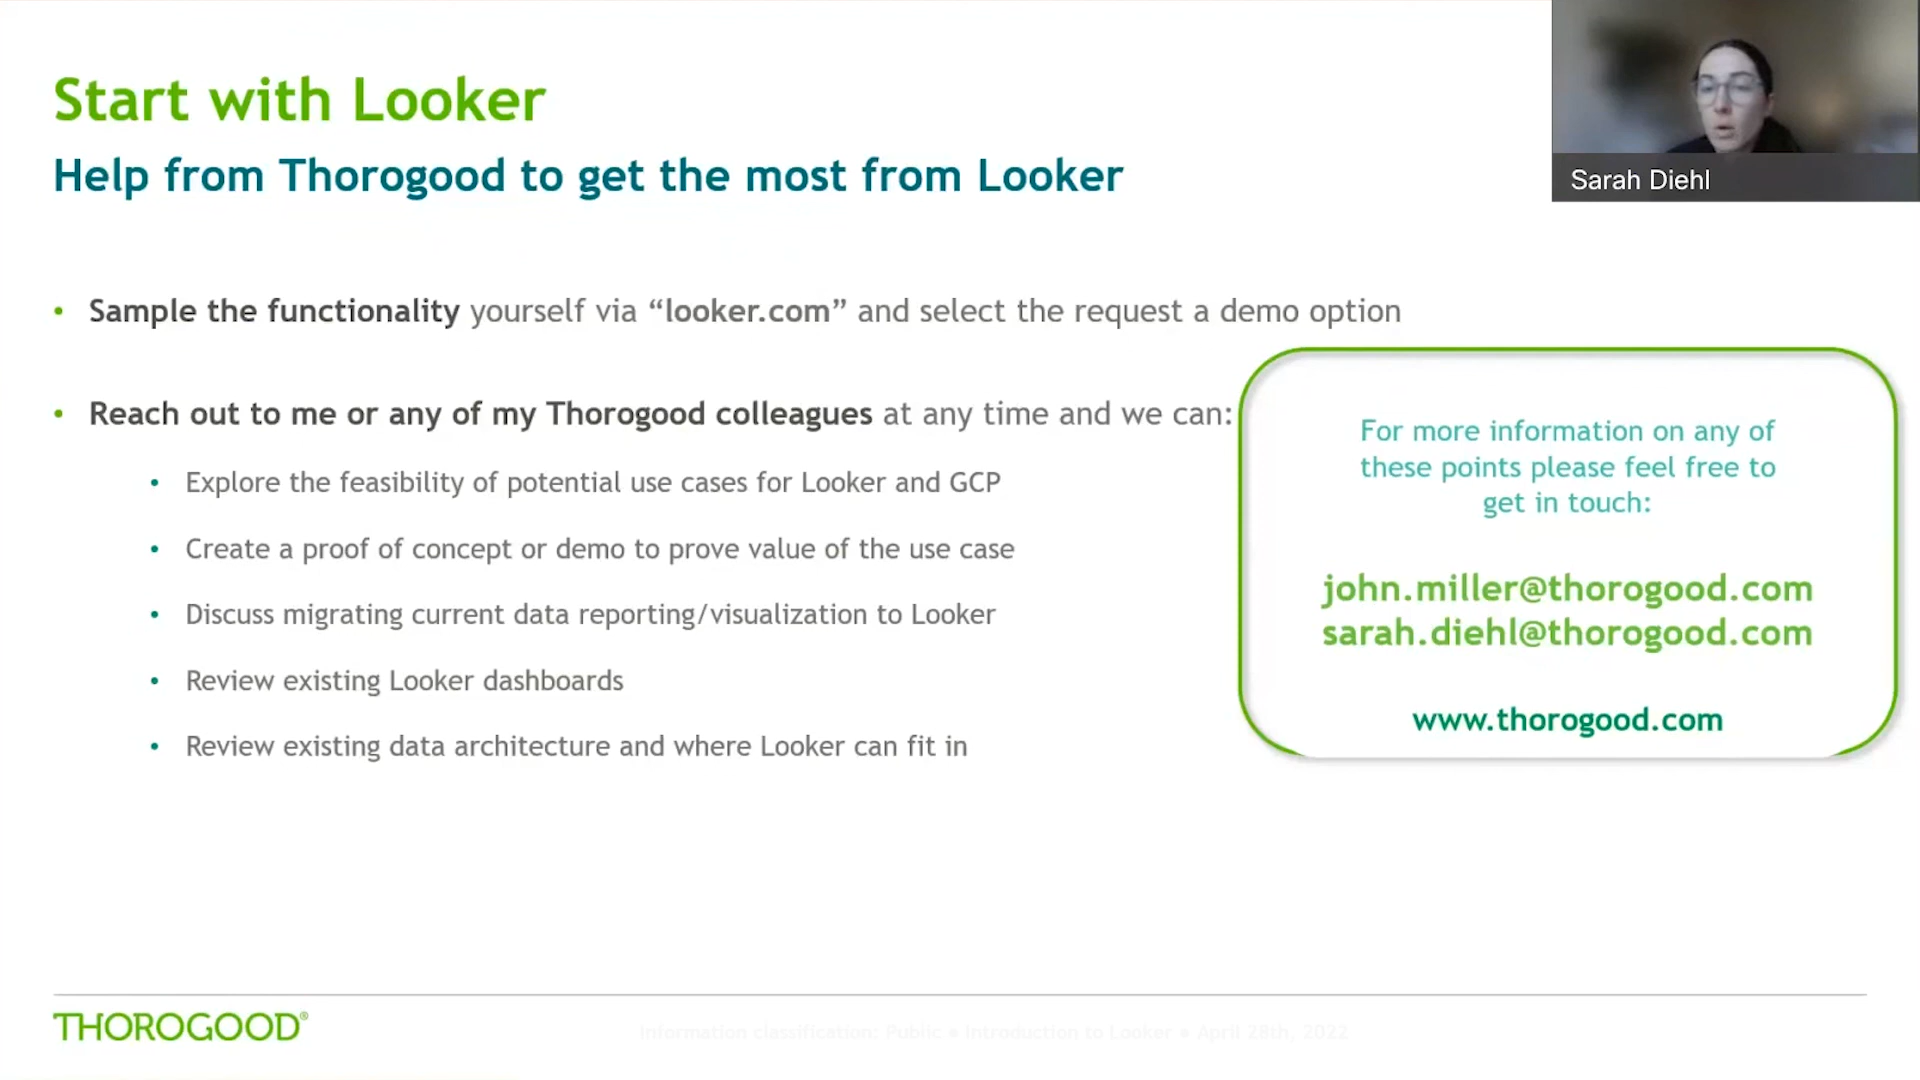 Start with Looker
Help from Thorogood to get the most from Looker
Sarah Diehl
• Sample the functionality yourself via “looker.com” and select the request a demo option
• Reach out to me or any of my Thorogood colleagues at any time and we can:
• Explore the feasibility of potential use cases for Looker and GCP
• Create a proof of concept or demo to prove value of the use case
• Discuss migrating current data reporting/visualization to Looker
• Review existing Looker dashboards
• Review existing data architecture and where Looker can fit in
For more information on any of
these points please feel free to
get in touch:
john.miller@thorogood.com
sarah.diehl@thorogood.com
www.thorogood.com
THOROGOOD®
Information classification: Public • Introduction to Looker • April 28th, 2022